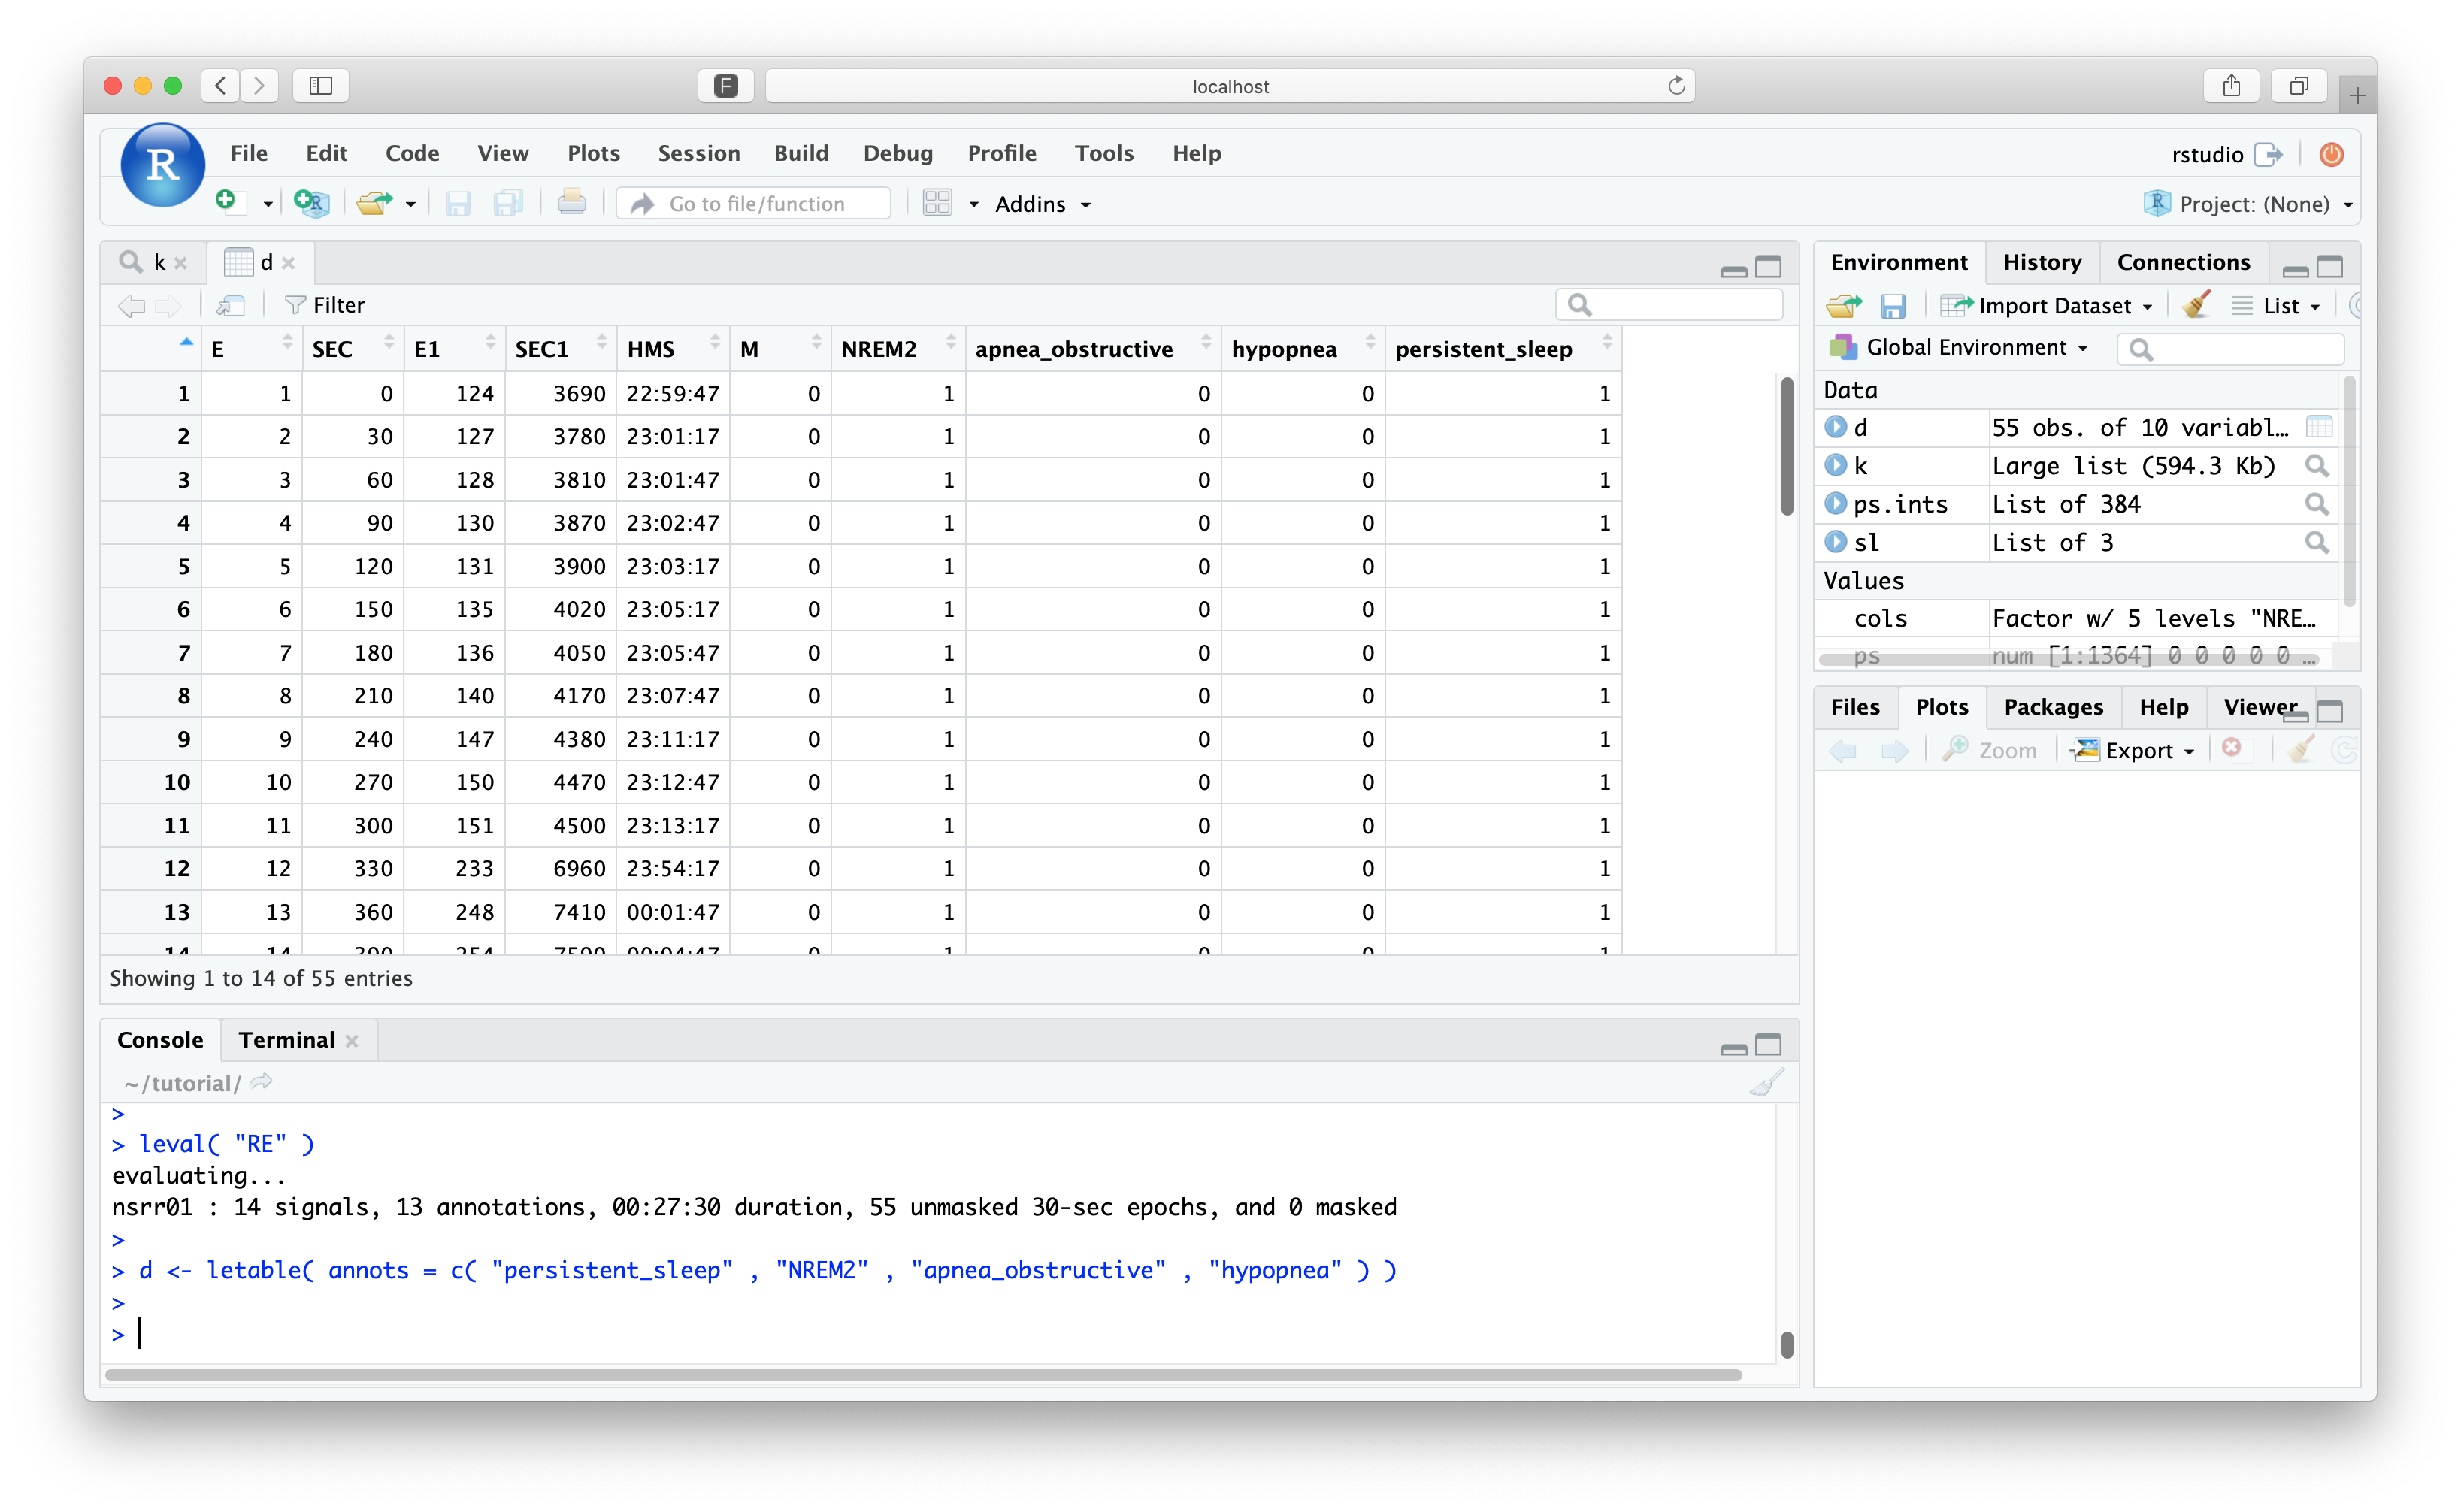 F localhost
R File Edit Code View Plots Session Build Debug Profile Tools Help rstudio
Go to file/function Addins Project: (None)
k d
Filter
E SEC E1 SEC1 HMS M NREM2 apnea_obstructive hypopnea persistent_sleep
1 1 0 124 3690 22:59:47 0 1 0 0 1
2 2 30 127 3780 23:01:17 0 1 0 0 1
3 3 60 128 3810 23:01:47 0 1 0 0 1
4 4 90 130 3870 23:02:47 0 1 0 0 1
5 5 120 131 3900 23:03:17 0 1 0 0 1
6 6 150 135 4020 23:05:17 0 1 0 0 1
7 7 180 136 4050 23:05:47 0 1 0 0 1
8 8 210 140 4170 23:07:47 0 1 0 0 1
9 9 240 147 4380 23:11:17 0 1 0 0 1
10 10 270 150 4470 23:12:47 0 1 0 0 1
11 11 300 151 4500 23:13:17 0 1 0 0 1
12 12 330 233 6960 23:54:17 0 1 0 0 1
13 13 360 248 7410 00:01:47 0 1 0 0 1
14 14 390 254 7590 00:04:47 0 1 0 0 1
Showing 1 to 14 of 55 entries
Console Terminal
~/tutorial/
>
> leval( "RE" )
evaluating...
nsrr01 : 14 signals, 13 annotations, 00:27:30 duration, 55 unmasked 30-sec epochs, and 0 masked
>
> d <- letable( annots = c( "persistent_sleep" , "NREM2" , "apnea_obstructive" , "hypopnea" ) )
>
>
Environment History Connections
Import Dataset List
R Global Environment
Data
d 55 obs. of 10 variabl…
k Large list (594.3 Kb)
ps.ints List of 384
sl List of 3
Values
cols Factor w/ 5 levels "NRE…
ps num [1:1364] 0 0 0 0 0 …
Files Plots Packages Help Viewer
Zoom Export